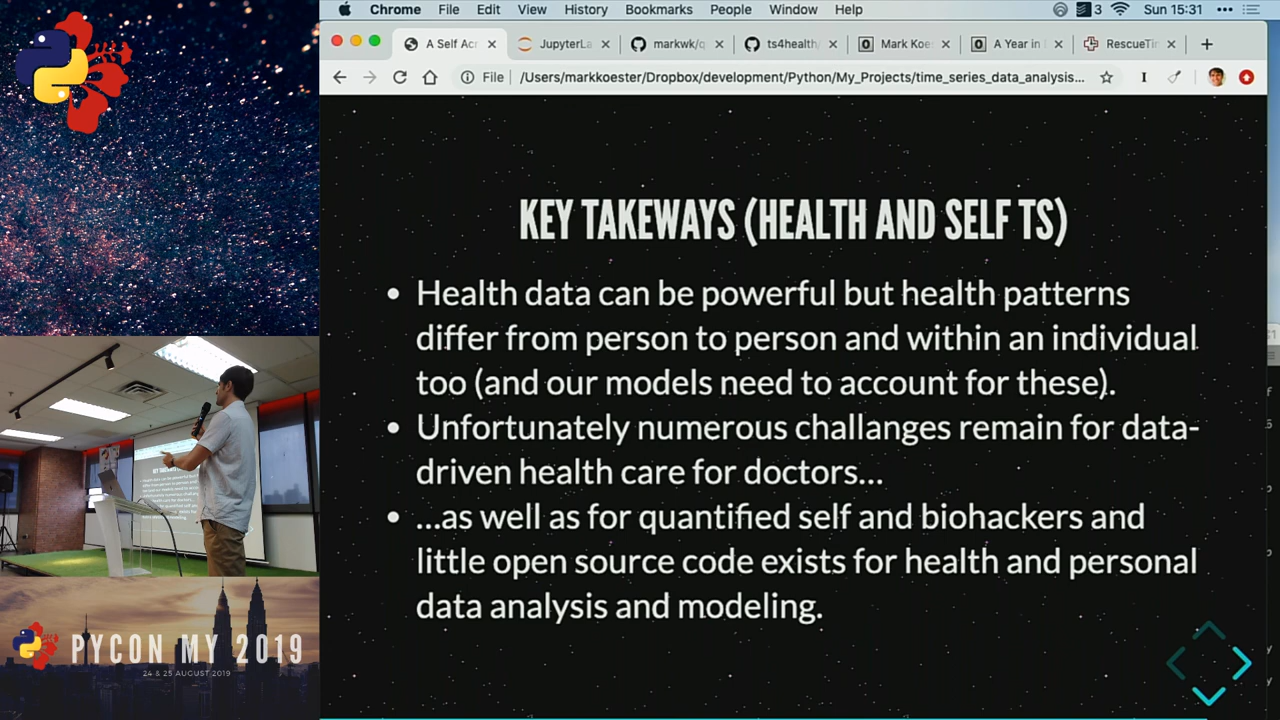 Chrome File Edit View History Bookmarks People Window Help 3 Sun 15:31
A Self Acr JupyterLa markwk/q ts4health/ Mark Koe A Year in RescueTi
File /Users/markkoester/Dropbox/development/Python/My_Projects/time_series_data_analysis...
KEY TAKEWAYS (HEALTH AND SELF TS)
• Health data can be powerful but health patterns
differ from person to person and within an individual
too (and our models need to account for these).
• Unfortunately numerous challanges remain for data-
driven health care for doctors...
• ...as well as for quantified self and biohackers and
little open source code exists for health and personal
data analysis and modeling.
PYCON MY 2019
24 & 25 AUGUST 2019